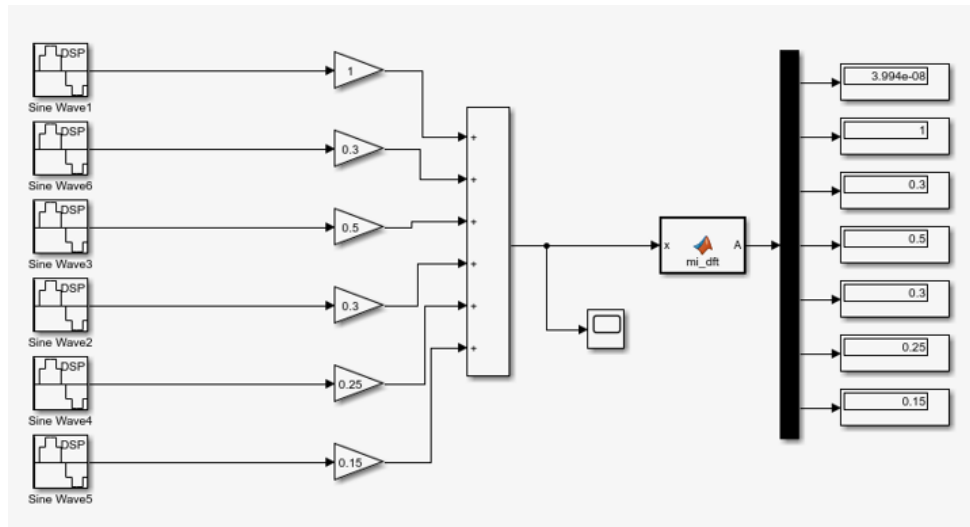 DSP
Sine Wave1
1
DSP
Sine Wave6
0.3
DSP
Sine Wave3
0.5
DSP
Sine Wave2
0.3
DSP
Sine Wave4
0.25
DSP
Sine Wave5
0.15
+
+
+
+
+
+
x A
mi_dft
3.994e-08
1
0.3
0.5
0.3
0.25
0.15